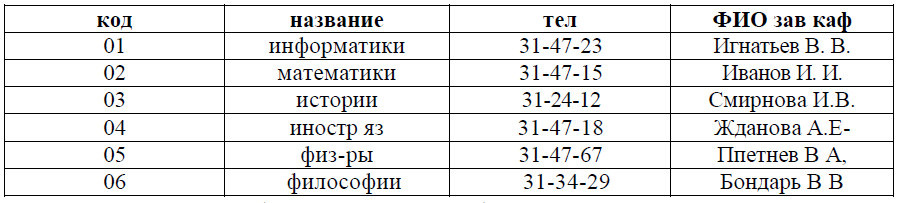 код название тел ФИО зав каф
01 информатики 31-47-23 Игнатьев В. В.
02 математики 31-47-15 Иванов И. И.
03 истории 31-24-12 Смирнова И.В.
04 иностр яз 31-47-18 Жданова А.Е-
05 физ-ры 31-47-67 Ппетнев В А,
06 философии 31-34-29 Бондарь В В